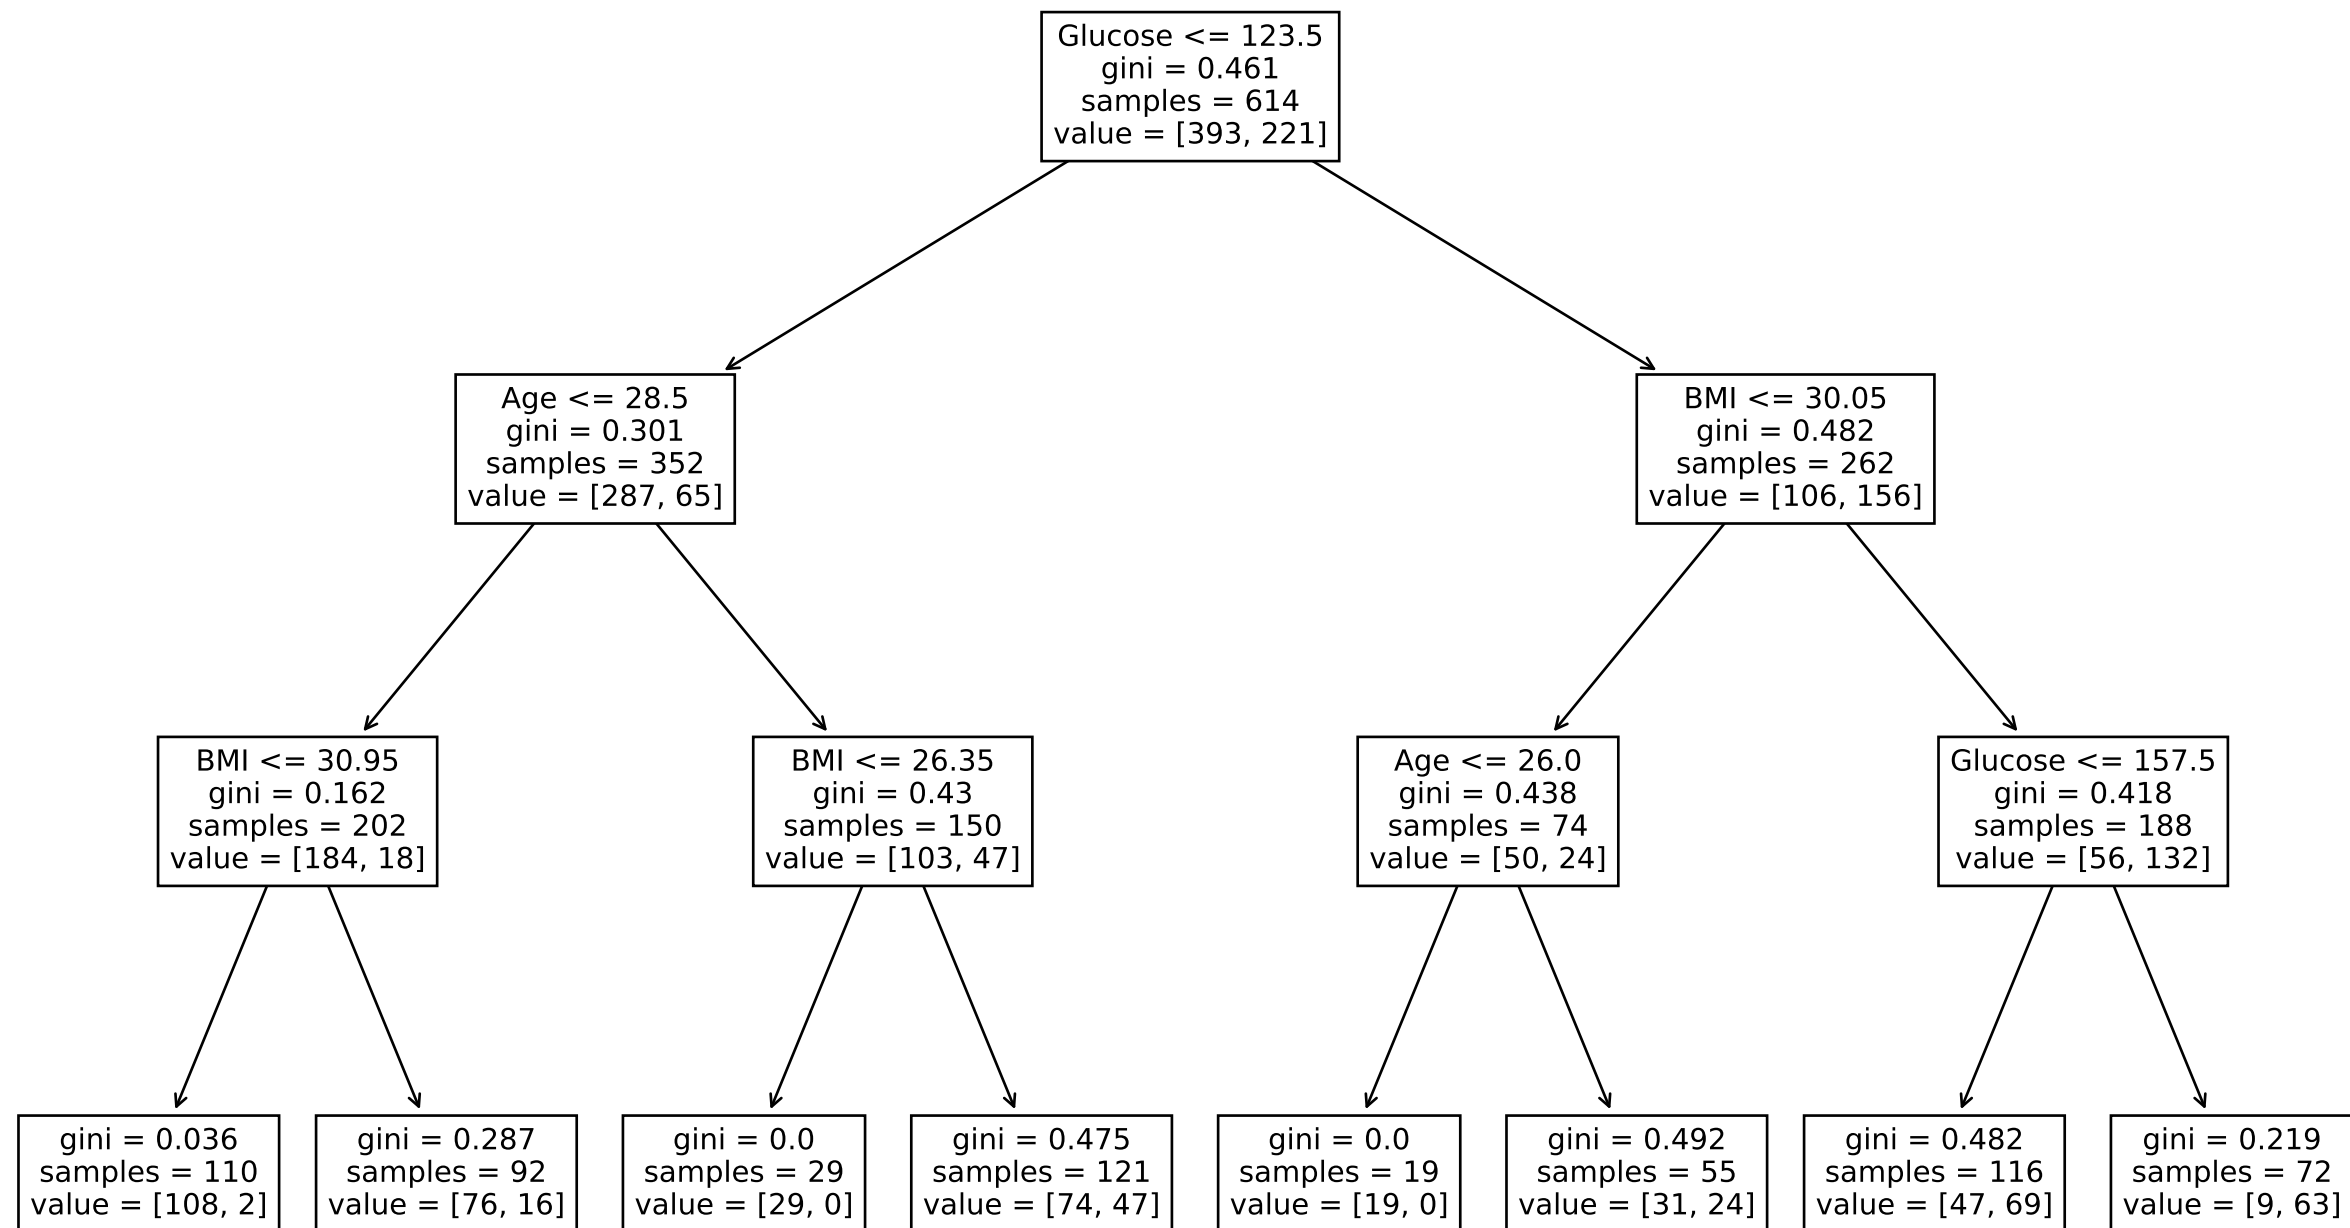 Glucose <= 123.5
gini = 0.461
samples = 614
value = [393, 221]
Age <= 28.5
gini = 0.301
samples = 352
value = [287, 65]
BMI <= 30.05
gini = 0.482
samples = 262
value = [106, 156]
BMI <= 30.95
gini = 0.162
samples = 202
value = [184, 18]
BMI <= 26.35
gini = 0.43
samples = 150
value = [103, 47]
Age <= 26.0
gini = 0.438
samples = 74
value = [50, 24]
Glucose <= 157.5
gini = 0.418
samples = 188
value = [56, 132]
gini = 0.036
samples = 110
value = [108, 2]
gini = 0.287
samples = 92
value = [76, 16]
gini = 0.0
samples = 29
value = [29, 0]
gini = 0.475
samples = 121
value = [74, 47]
gini = 0.0
samples = 19
value = [19, 0]
gini = 0.492
samples = 55
value = [31, 24]
gini = 0.482
samples = 116
value = [47, 69]
gini = 0.219
samples = 72
value = [9, 63]